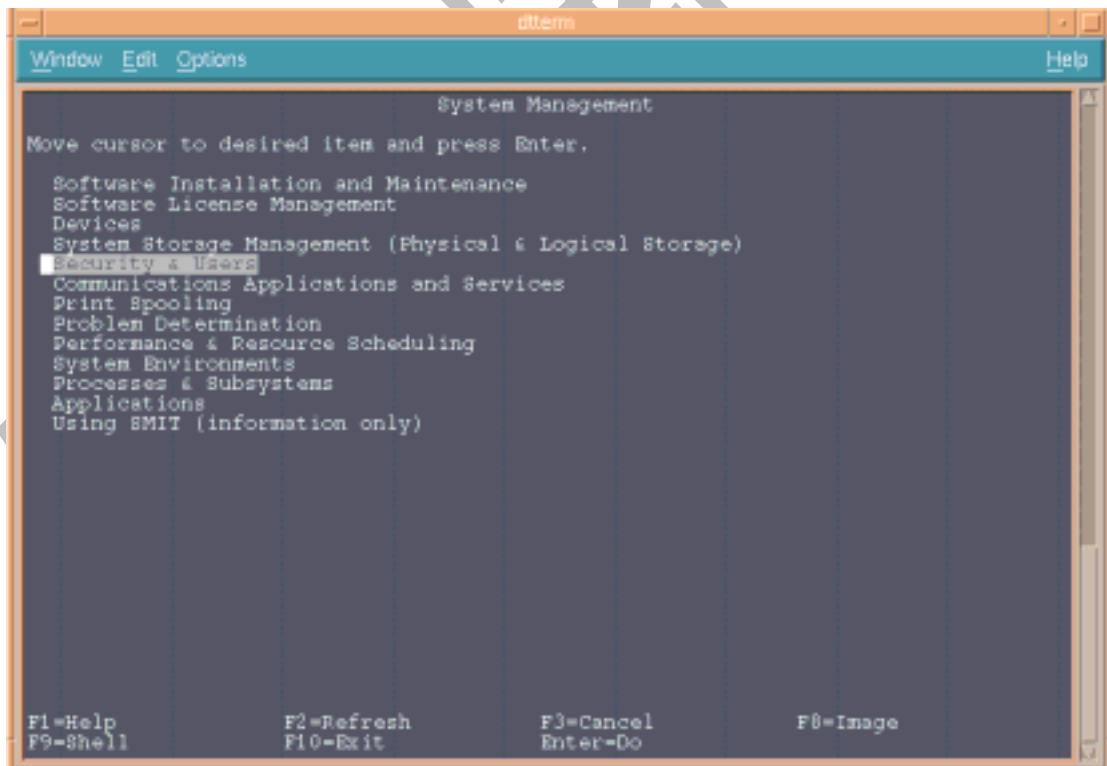 dtterm
Window Edit Options Help
System Management
Move cursor to desired item and press Enter.
Software Installation and Maintenance
Software License Management
Devices
System Storage Management (Physical & Logical Storage)
Security & Users
Communications Applications and Services
Print Spooling
Problem Determination
Performance & Resource Scheduling
System Environments
Processes & Subsystems
Applications
Using SMIT (information only)
F1=Help F2=Refresh F3=Cancel F8=Image
F9=Shell F10=Exit Enter=Do